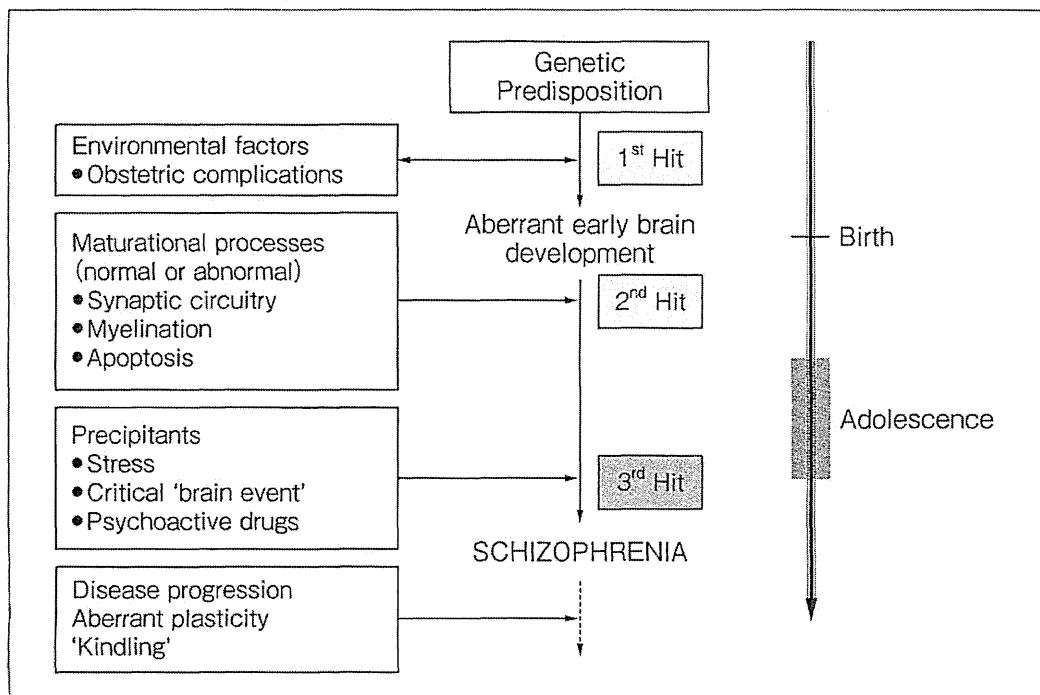 Genetic
Predisposition
Environmental factors
• Obstetric complications
1st Hit
Aberrant early brain
development
Birth
Maturational processes
(normal or abnormal)
• Synaptic circuitry
• Myelination
• Apoptosis
2nd Hit
Adolescence
Precipitants
• Stress
• Critical ‘brain event’
• Psychoactive drugs
3rd Hit
SCHIZOPHRENIA
Disease progression
Aberrant plasticity
‘Kindling’